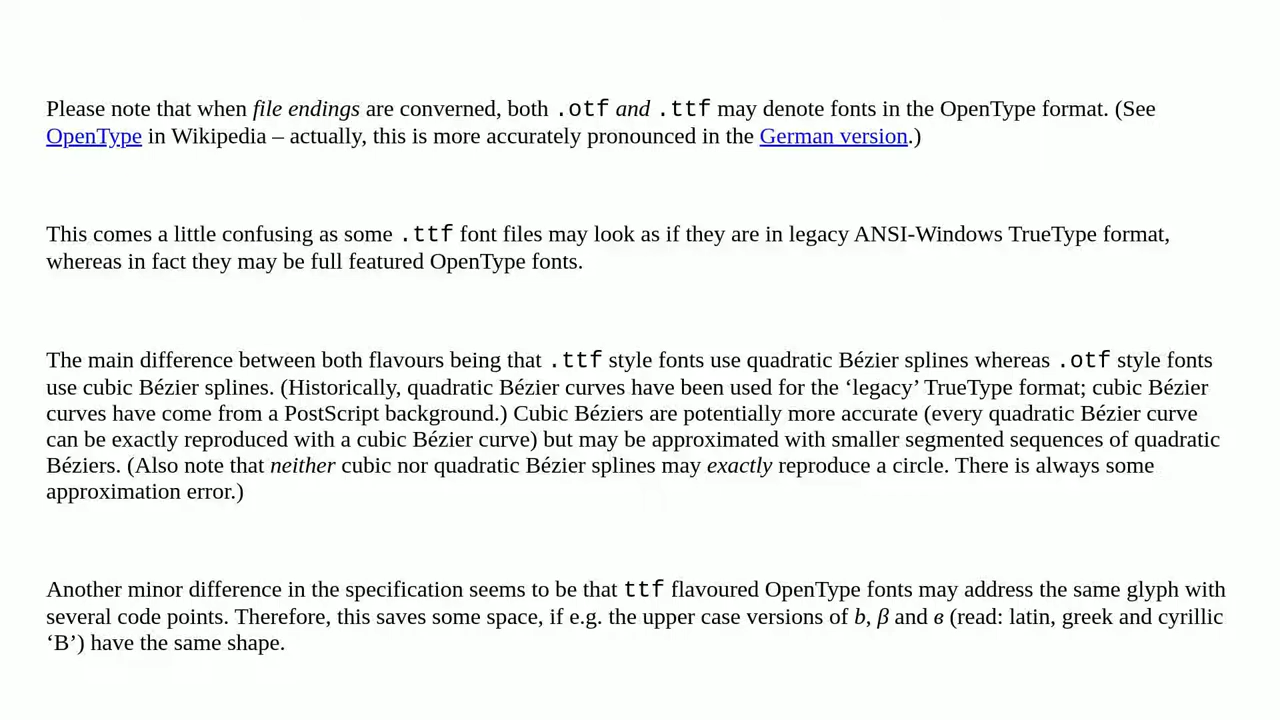 Please note that when file endings are converned, both .otf and .ttf may denote fonts in the OpenType format. (See
OpenType in Wikipedia – actually, this is more accurately pronounced in the German version.)
This comes a little confusing as some .ttf font files may look as if they are in legacy ANSI-Windows TrueType format,
whereas in fact they may be full featured OpenType fonts.
The main difference between both flavours being that .ttf style fonts use quadratic Bézier splines whereas .otf style fonts
use cubic Bézier splines. (Historically, quadratic Bézier curves have been used for the ‘legacy’ TrueType format; cubic Bézier
curves have come from a PostScript background.) Cubic Béziers are potentially more accurate (every quadratic Bézier curve
can be exactly reproduced with a cubic Bézier curve) but may be approximated with smaller segmented sequences of quadratic
Béziers. (Also note that neither cubic nor quadratic Bézier splines may exactly reproduce a circle. There is always some
approximation error.)
Another minor difference in the specification seems to be that ttf flavoured OpenType fonts may address the same glyph with
several code points. Therefore, this saves some space, if e.g. the upper case versions of b, β and в (read: latin, greek and cyrillic
‘B’) have the same shape.